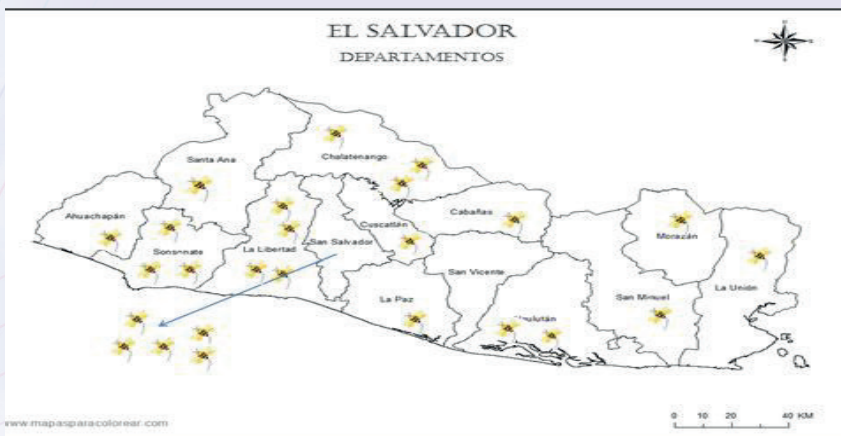 EL SALVADOR
DEPARTAMENTOS
Santa Ana
Chalatenango
Ahuachapán
Sonsonate
La Libertad
San Salvador
Cuscatlán
Cabañas
Morazán
San Vicente
La Paz
San Miguel
La Unión
www.mapasparacolorear.com
0 10 20 40 KM